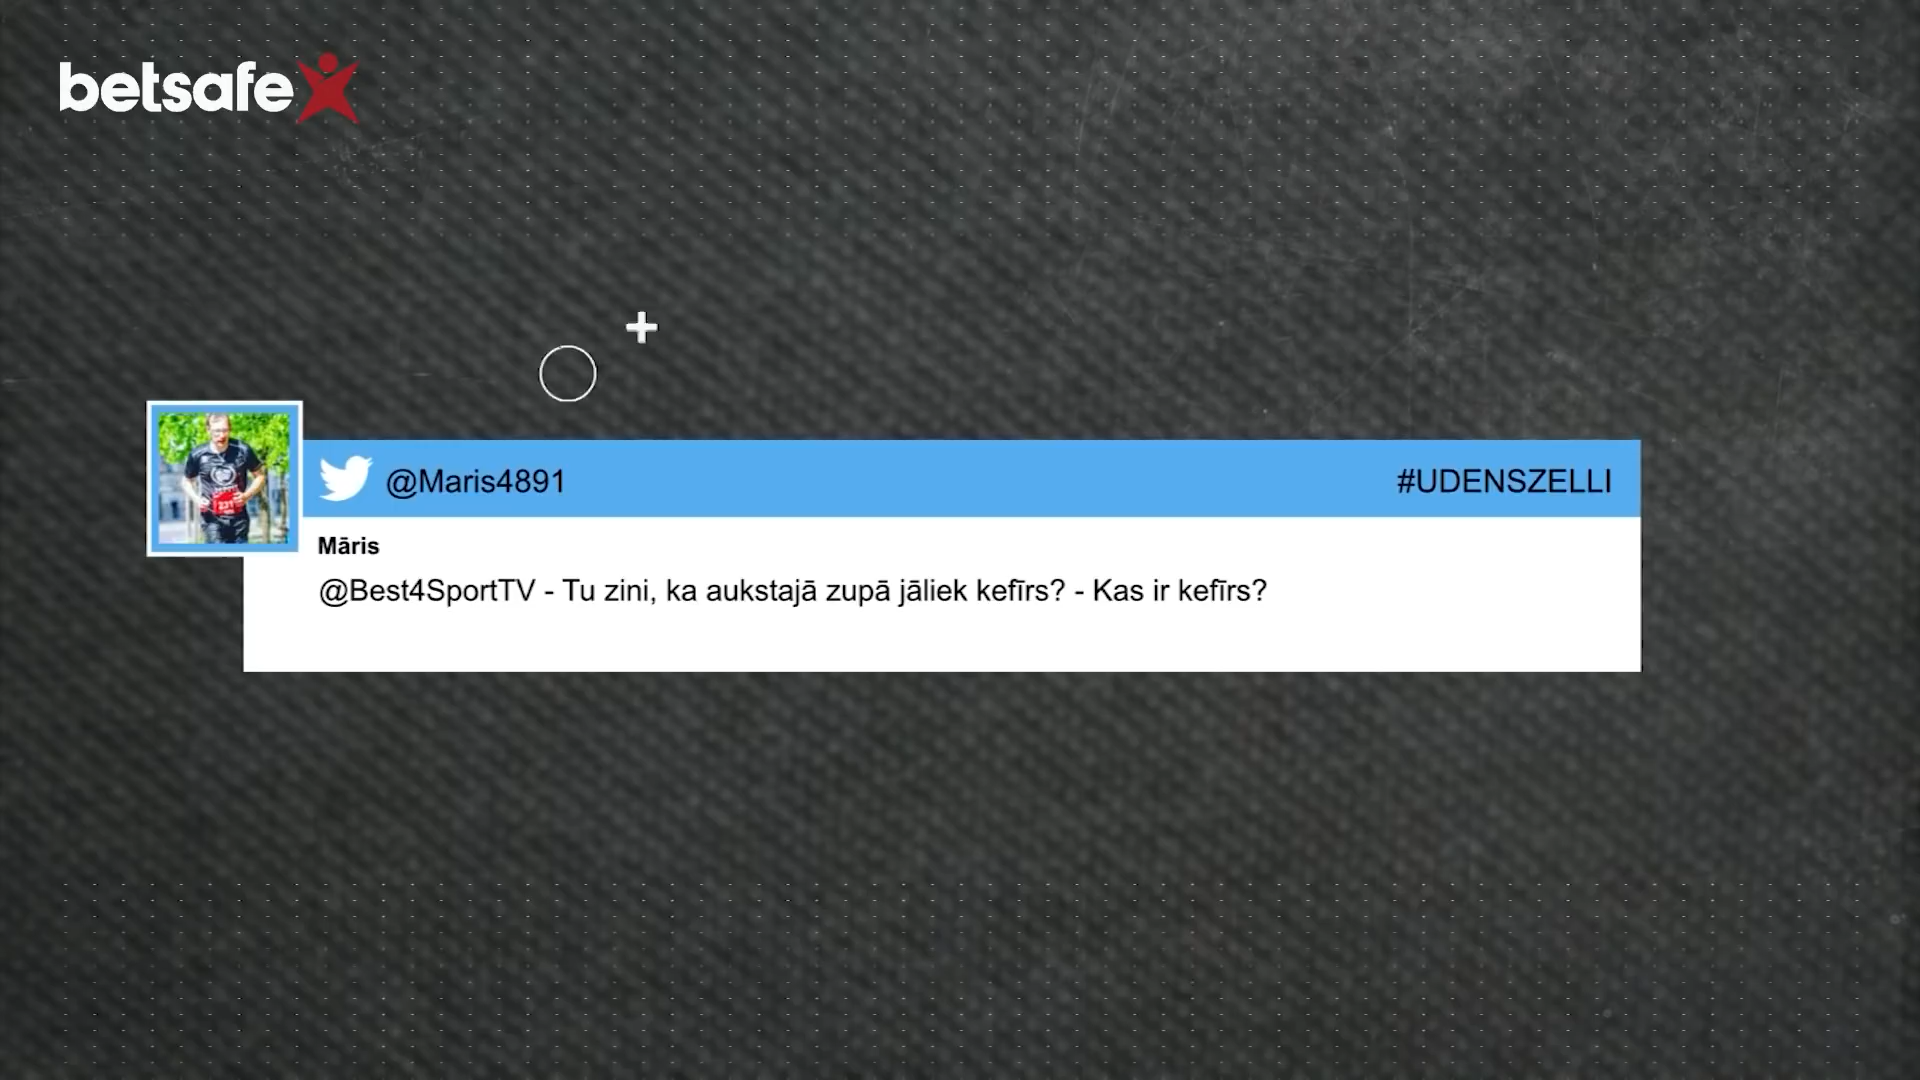 betsafe
@Maris4891 #UDENSZELLI
Māris
@Best4SportTV - Tu zini, ka aukstajā zupā jāliek kefīrs? - Kas ir kefīrs?